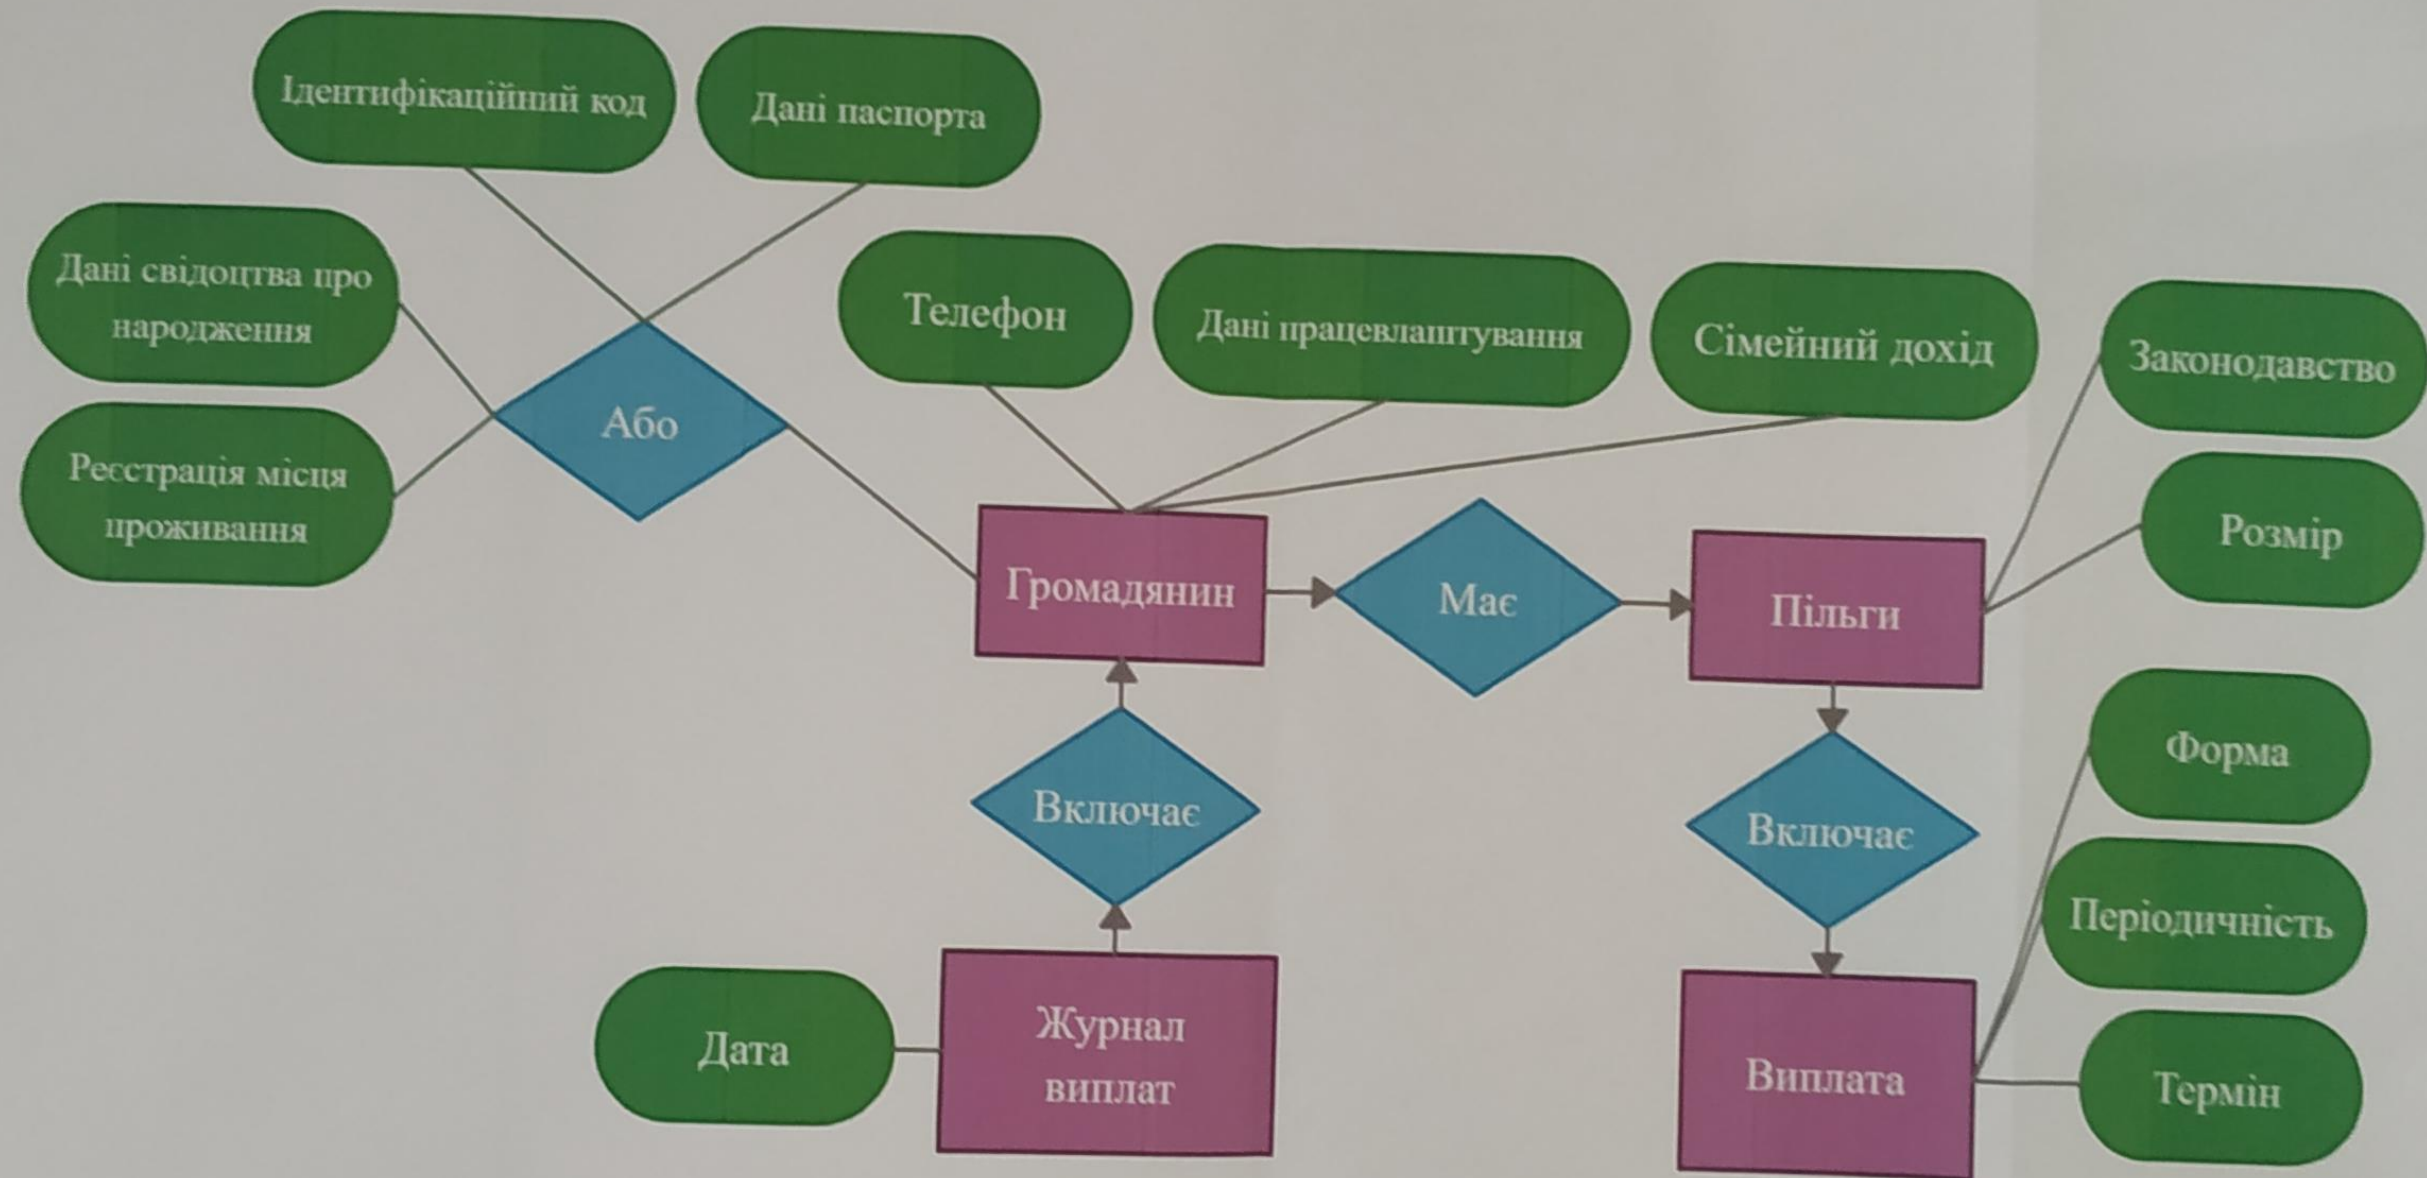 Ідентифікаційний код
Дані паспорта
Дані свідоцтва про
народження
Телефон
Дані працевлаштування
Сімейний дохід
Законодавство
Або
Реєстрація місця
проживання
Розмір
Громадянин
Має
Пільги
Форма
Включає
Включає
Періодичність
Дата
Журнал
виплат
Виплата
Термін